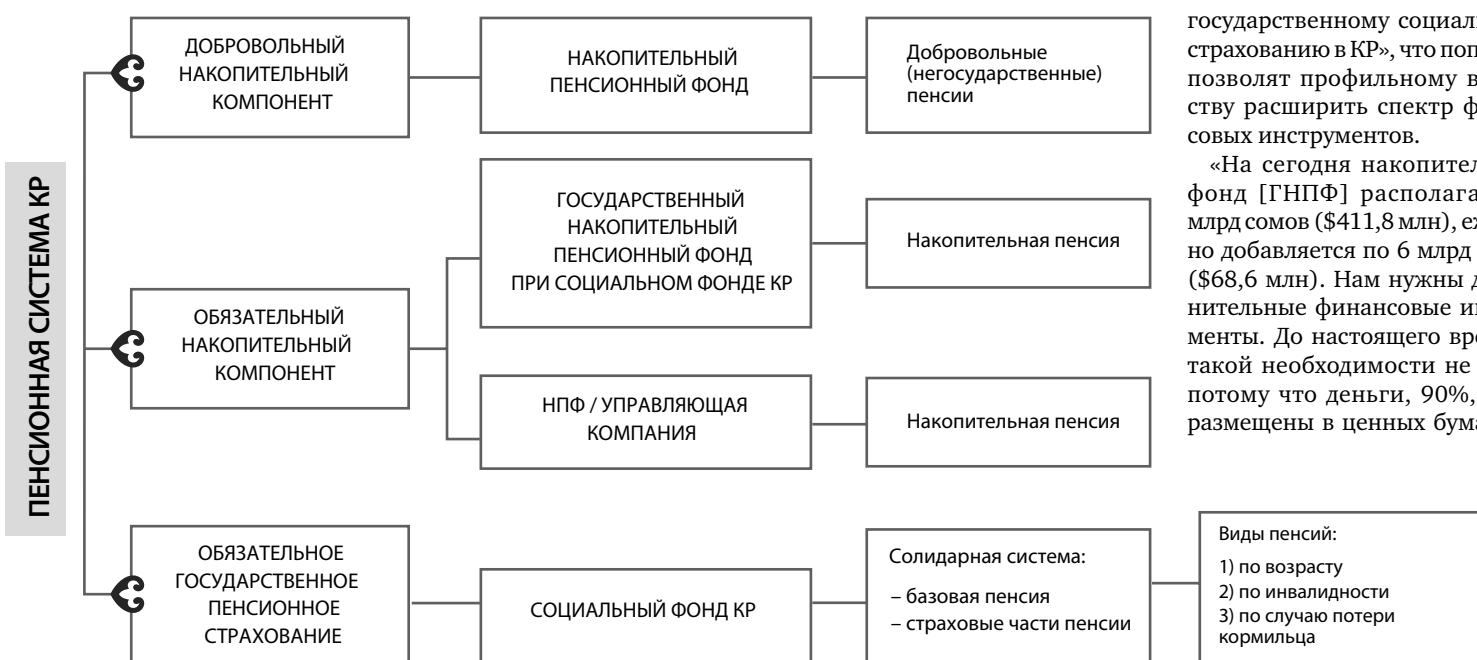 ПЕНСИОННАЯ СИСТЕМА КР
ДОБРОВОЛЬНЫЙ
НАКОПИТЕЛЬНЫЙ
КОМПОНЕНТ
НАКОПИТЕЛЬНЫЙ
ПЕНСИОННЫЙ ФОНД
Добровольные
(негосударственные)
пенсии
ОБЯЗАТЕЛЬНЫЙ
НАКОПИТЕЛЬНЫЙ
КОМПОНЕНТ
ГОСУДАРСТВЕННЫЙ
НАКОПИТЕЛЬНЫЙ
ПЕНСИОННЫЙ ФОНД
ПРИ СОЦИАЛЬНОМ ФОНДЕ КР
Накопительная пенсия
НПФ / УПРАВЛЯЮЩАЯ
КОМПАНИЯ
Накопительная пенсия
ОБЯЗАТЕЛЬНОЕ
ГОСУДАРСТВЕННОЕ
ПЕНСИОННОЕ
СТРАХОВАНИЕ
СОЦИАЛЬНЫЙ ФОНД КР
Солидарная система:
– базовая пенсия
– страховые части пенсии
Виды пенсий:
1) по возрасту
2) по инвалидности
3) по случаю потери
кормильца
государственному
страхованию в КР», что
позволят профильному
ству расширить спектр
совых инструментов.
«На сегодня
фонд [ГНПФ]
млрд сомов ($411,8 млн),
но добавляется по 6 млрд
($68,6 млн). Нам нужны
нительные финансовые
менты. До настоящего
такой необходимости не
потому что деньги, 90%,
размещены в ценных